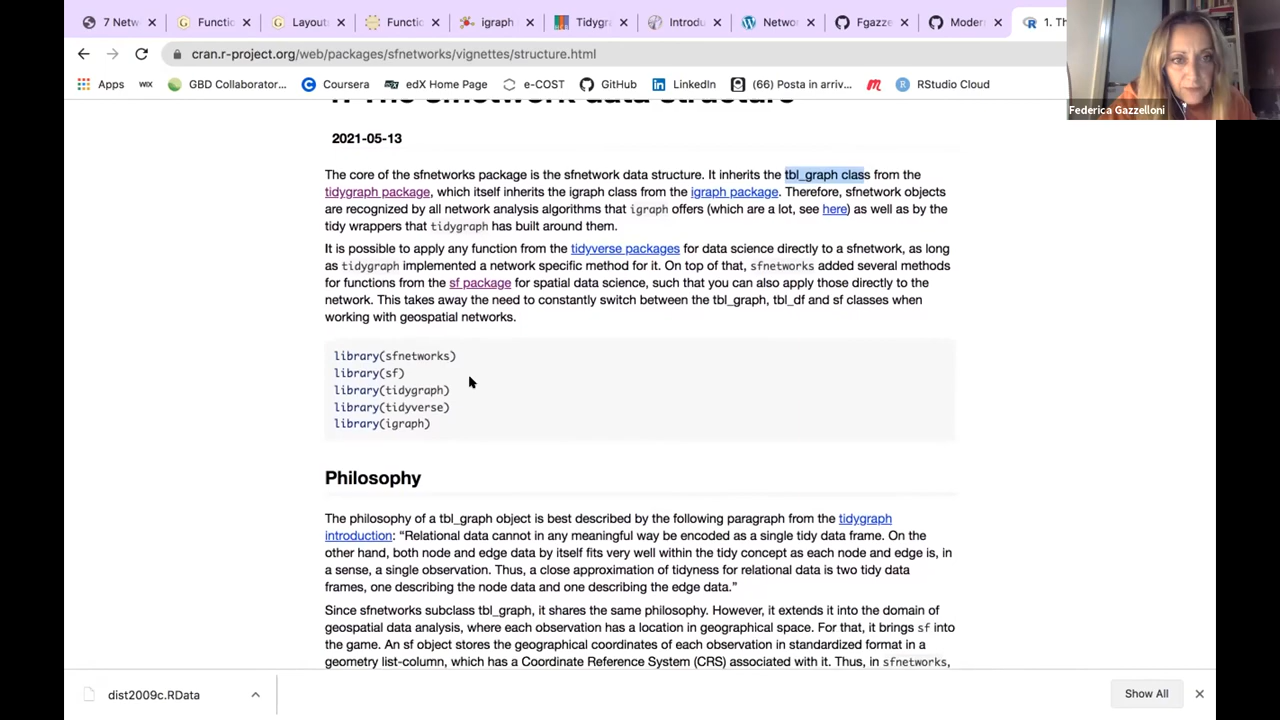 7 Netw
Functio
Layout
Functio
igraph
Tidygra
Introdu
Networ
Fgazze
Modern
1. Th
cran.r-project.org/web/packages/sfnetworks/vignettes/structure.html
Apps
WIX
GBD Collaborator...
Coursera
edX Home Page
e-COST
GitHub
LinkedIn
(66) Posta in arriv...
RStudio Cloud
Federica Gazzelloni
1. The sfnetwork data structure
2021-05-13
The core of the sfnetworks package is the sfnetwork data structure. It inherits the tbl_graph class from the
tidygraph package, which itself inherits the igraph class from the igraph package. Therefore, sfnetwork objects
are recognized by all network analysis algorithms that igraph offers (which are a lot, see here) as well as by the
tidy wrappers that tidygraph has built around them.
It is possible to apply any function from the tidyverse packages for data science directly to a sfnetwork, as long
as tidygraph implemented a network specific method for it. On top of that, sfnetworks added several methods
for functions from the sf package for spatial data science, such that you can also apply those directly to the
network. This takes away the need to constantly switch between the tbl_graph, tbl_df and sf classes when
working with geospatial networks.
library(sfnetworks)
library(sf)
library(tidygraph)
library(tidyverse)
library(igraph)
Philosophy
The philosophy of a tbl_graph object is best described by the following paragraph from the tidygraph
introduction: “Relational data cannot in any meaningful way be encoded as a single tidy data frame. On the
other hand, both node and edge data by itself fits very well within the tidy concept as each node and edge is, in
a sense, a single observation. Thus, a close approximation of tidyness for relational data is two tidy data
frames, one describing the node data and one describing the edge data.”
Since sfnetworks subclass tbl_graph, it shares the same philosophy. However, it extends it into the domain of
geospatial data analysis, where each observation has a location in geographical space. For that, it brings sf into
the game. An sf object stores the geographical coordinates of each observation in standardized format in a
geometry list-column, which has a Coordinate Reference System (CRS) associated with it. Thus, in sfnetworks,
dist2009c.RData
Show All